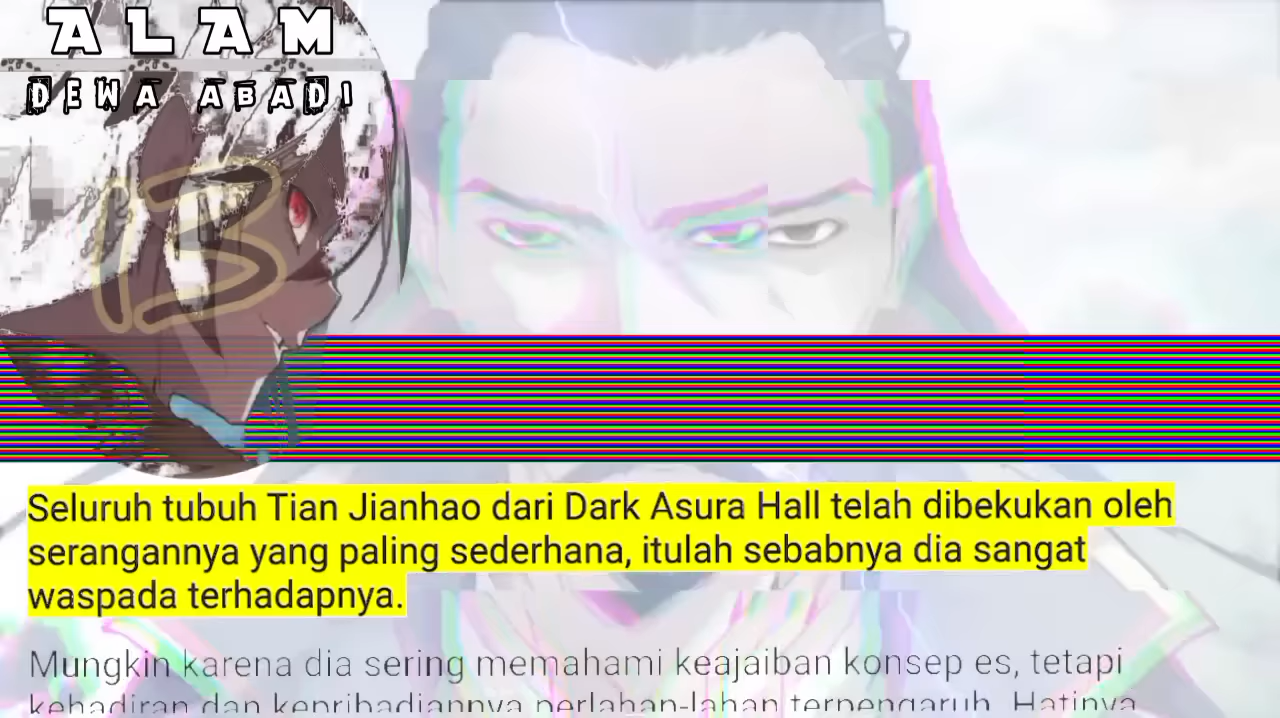 ALAM
DEWA ABADI
B
Seluruh tubuh Tian Jianhao dari Dark Asura Hall telah dibekukan oleh
serangannya yang paling sederhana, itulah sebabnya dia sangat
waspada terhadapnya.
Mungkin karena dia sering memahami keajaiban konsep es, tetapi
kehadiran dan kepribadiannya perlahan-lahan terpengaruh. Hatinya